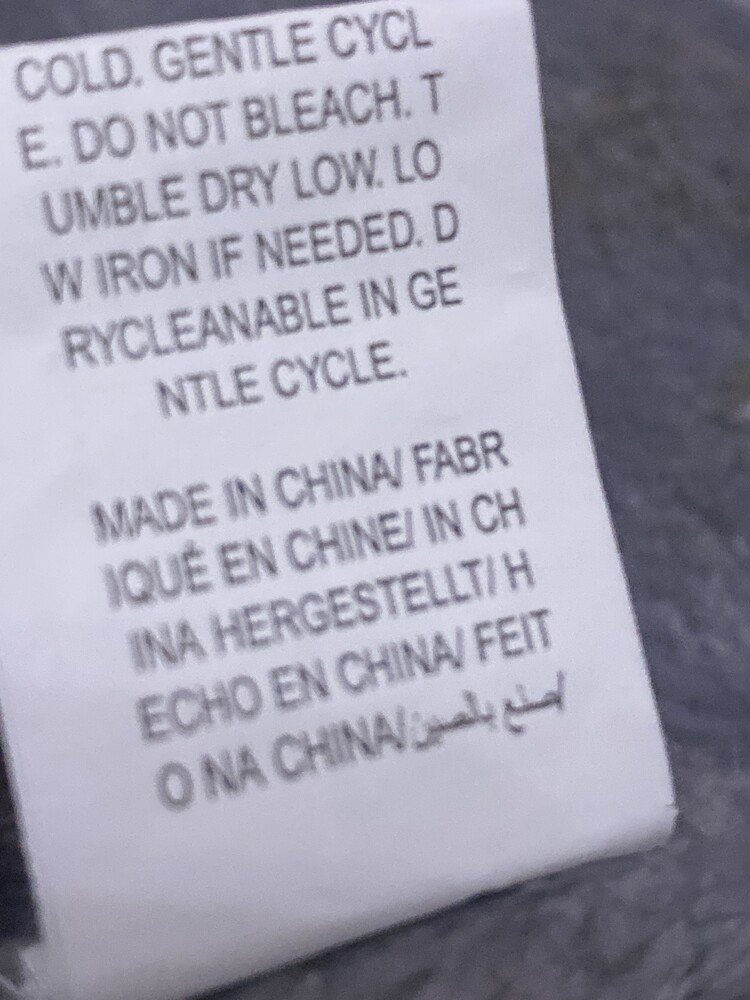 COLD. GENTLE CYCL
E. DO NOT BLEACH. T
UMBLE DRY LOW. LO
W IRON IF NEEDED. D
RYCLEANABLE IN GE
NTLE CYCLE.
MADE IN CHINA/ FABR
IQUÉ EN CHINE/ IN CH
INA HERGESTELLT/ H
ECHO EN CHINA/ FEIT
O NA CHINA/صنع بالصين/